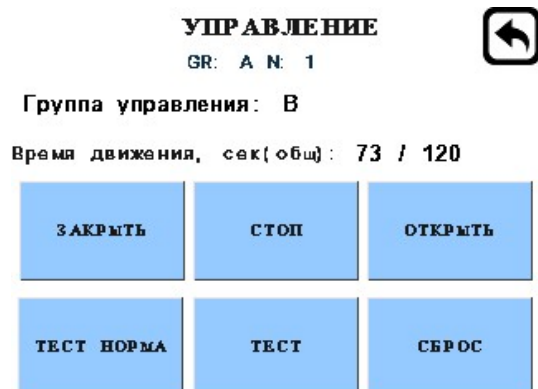 УПРАВЛЕНИЕ
GR: A N: 1
Группа управления: В
Время движения, сек(общ): 73 / 120
ЗАКРЫТЬ СТОП ОТКРЫТЬ
ТЕСТ НОРМА ТЕСТ СБРОС